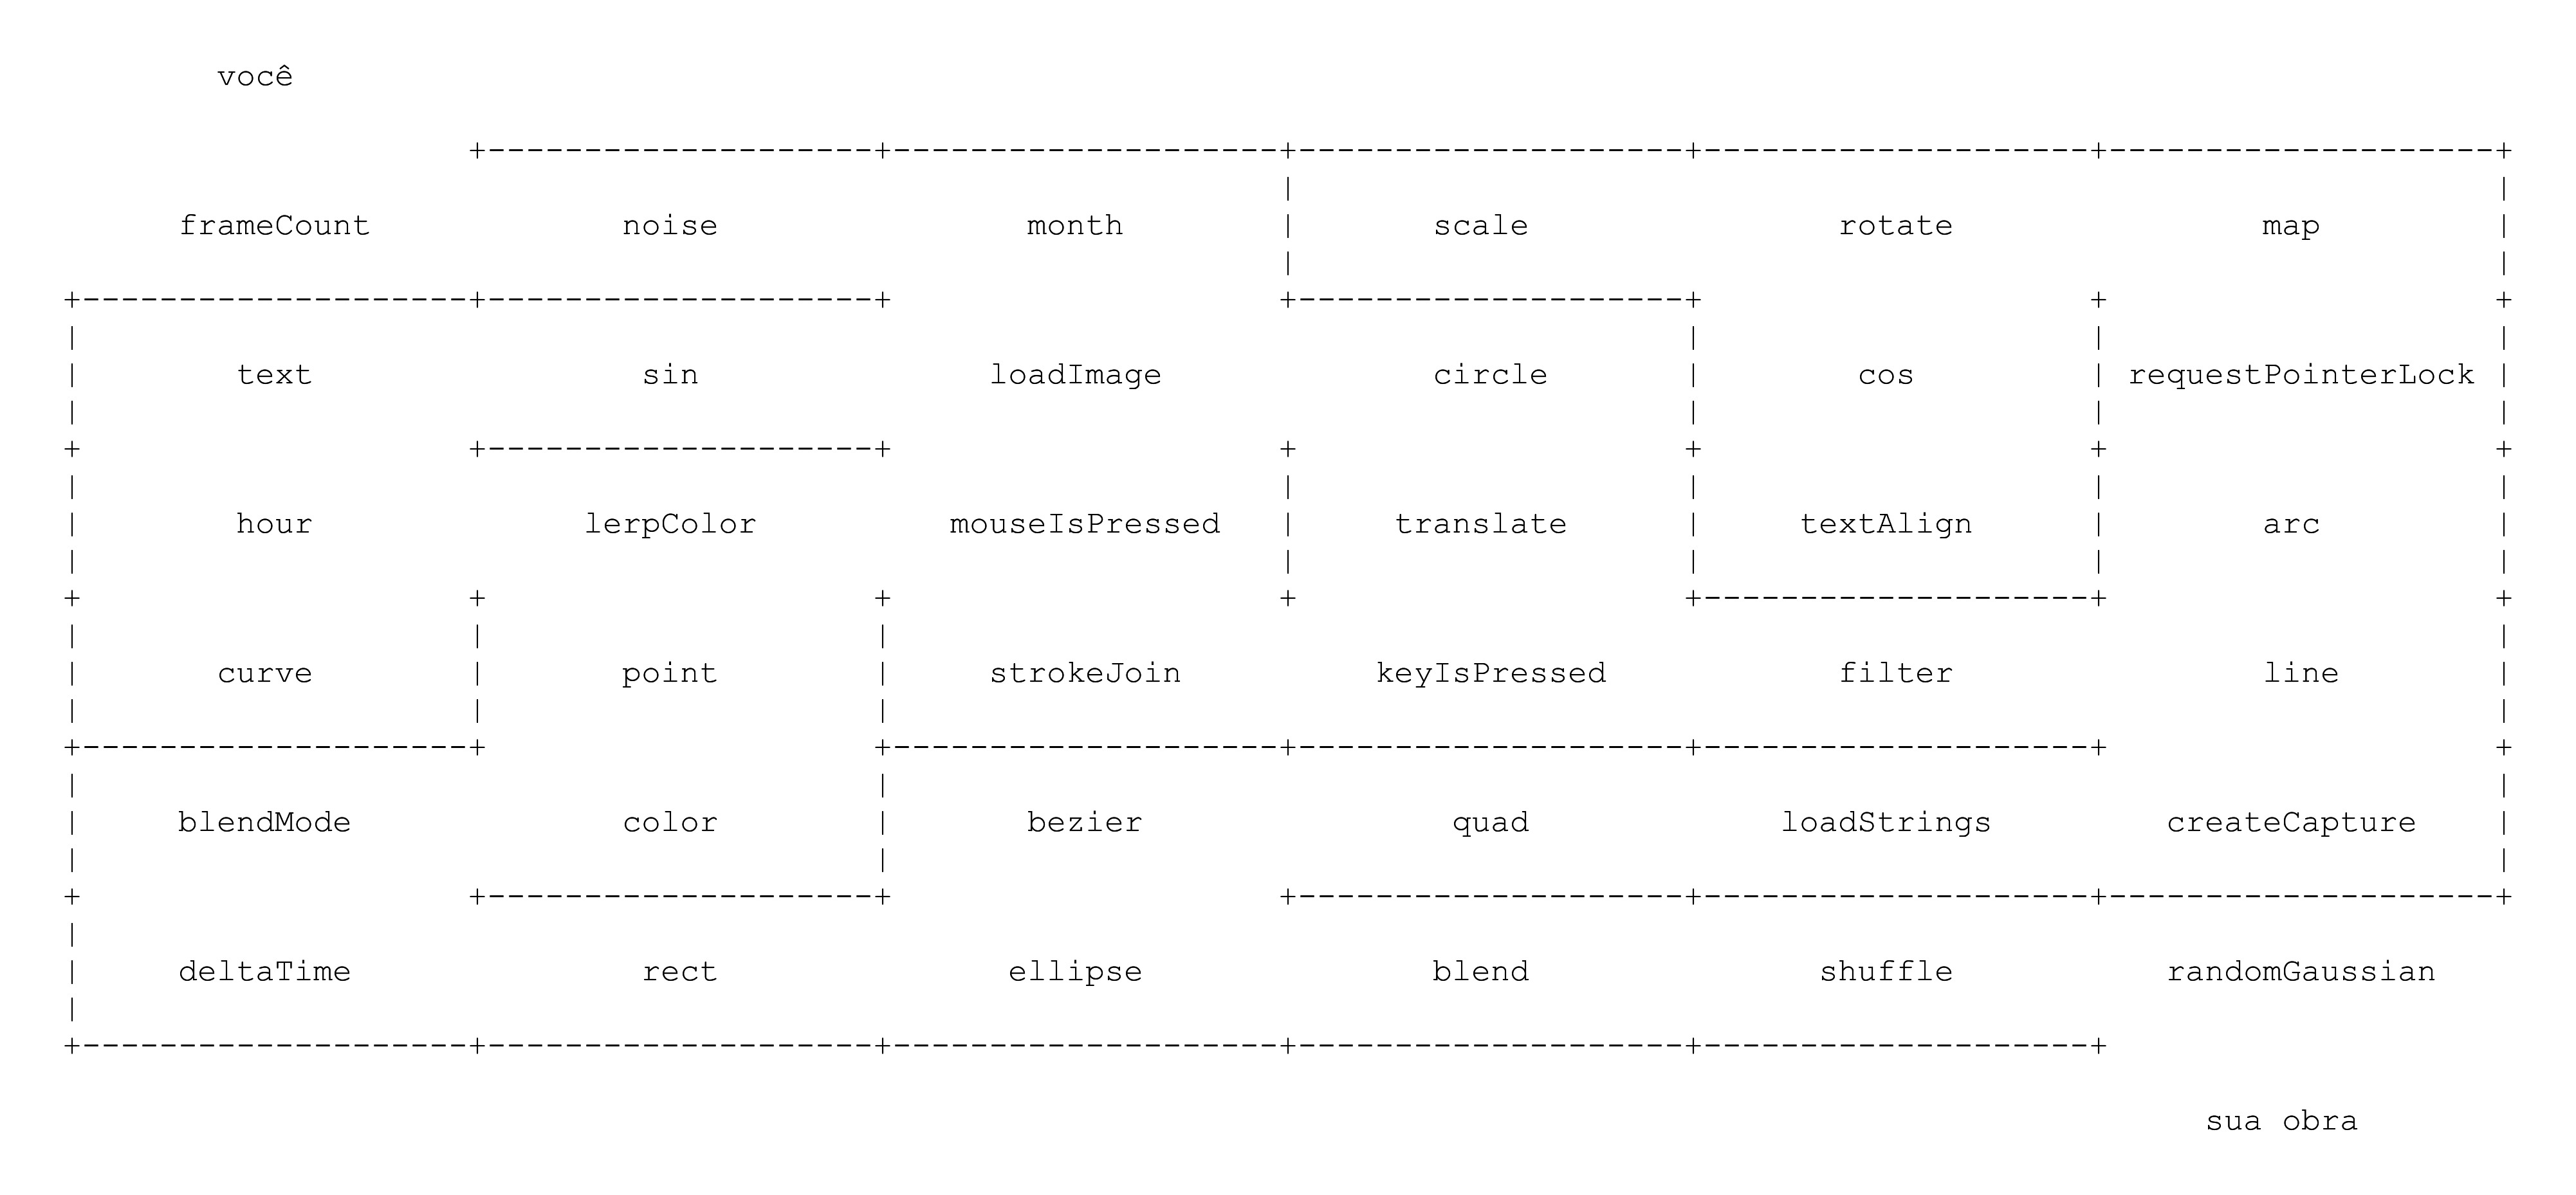 você
frameCount noise month scale rotate map
text sin loadImage circle cos requestPointerLock
hour lerpColor mouseIsPressed translate textAlign arc
curve point strokeJoin keyIsPressed filter line
blendMode color bezier quad loadStrings createCapture
deltaTime rect ellipse blend shuffle randomGaussian
sua obra